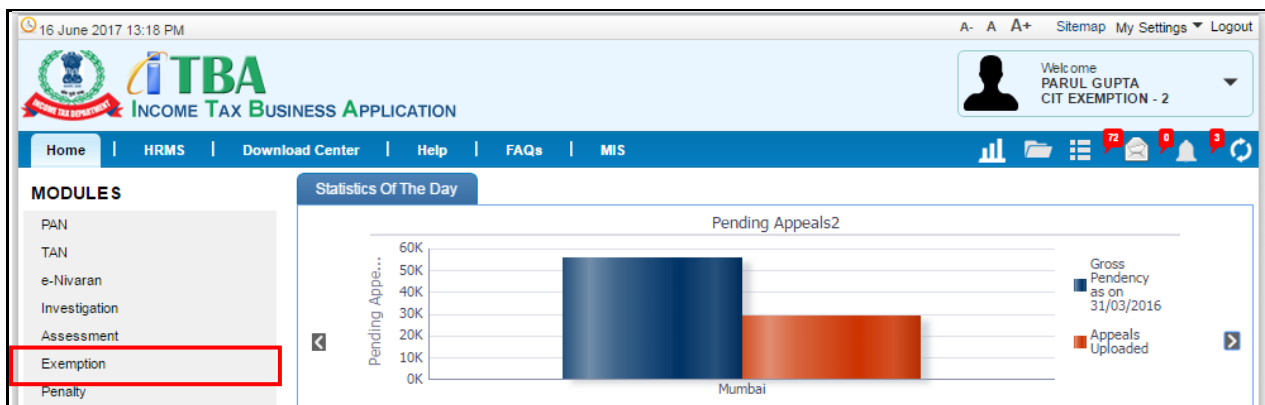 16 June 2017 13:18 PM
A- A A+ Sitemap My Settings Logout
iTBA
INCOME TAX BUSINESS APPLICATION
INCOME TAX DEPARTMENT
Welcome
PARUL GUPTA
CIT EXEMPTION - 2
Home | HRMS | Download Center | Help | FAQs | MIS
72 0 3
MODULES
PAN
TAN
e-Nivaran
Investigation
Assessment
Exemption
Penalty
Statistics Of The Day
Pending Appeals2
Pending Appe...
60K
50K
40K
30K
20K
10K
0K
Mumbai
Gross
Pendency
as on
31/03/2016
Appeals
Uploaded